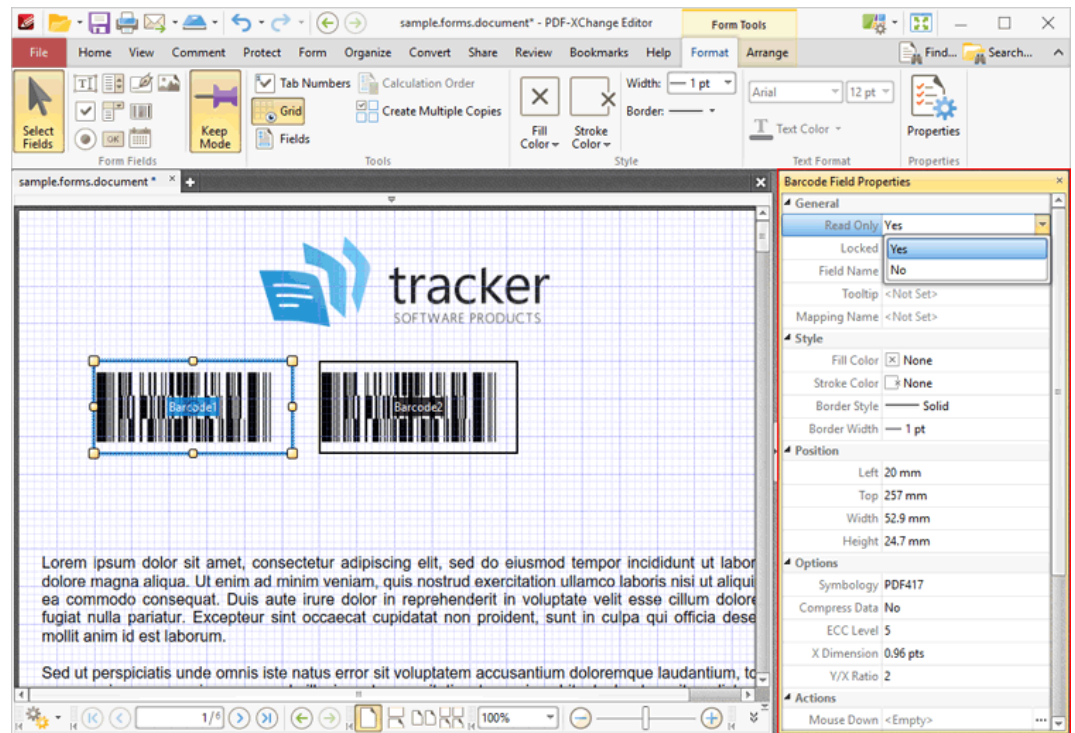 sample.forms.document* - PDF-XChange Editor
Form Tools
File Home View Comment Protect Form Organize Convert Share Review Bookmarks Help Format Arrange Find... Search...
Select Fields
OK
Form Fields
Keep Mode
Tab Numbers
Grid
Fields
Calculation Order
Create Multiple Copies
Tools
Fill Color
Stroke Color
Width: 1 pt
Border:
Style
Arial 12 pt
Text Color
Text Format
Properties
Properties
sample.forms.document *
tracker
SOFTWARE PRODUCTS
Barcode1
Barcode2
Lorem ipsum dolor sit amet, consectetur adipiscing elit, sed do eiusmod tempor incididunt ut labor
dolore magna aliqua. Ut enim ad minim veniam, quis nostrud exercitation ullamco laboris nisi ut aliqui
ea commodo consequat. Duis aute irure dolor in reprehenderit in voluptate velit esse cillum dolore
fugiat nulla pariatur. Excepteur sint occaecat cupidatat non proident, sunt in culpa qui officia dese
mollit anim id est laborum.
Sed ut perspiciatis unde omnis iste natus error sit voluptatem accusantium doloremque laudantium, to
1/6
100%
Barcode Field Properties
General
Read Only Yes
Locked
Yes
Field Name
No
Tooltip <Not Set>
Mapping Name <Not Set>
Style
Fill Color None
Stroke Color None
Border Style Solid
Border Width 1 pt
Position
Left 20 mm
Top 257 mm
Width 52.9 mm
Height 24.7 mm
Options
Symbology PDF417
Compress Data No
ECC Level 5
X Dimension 0.96 pts
Y/X Ratio 2
Actions
Mouse Down <Empty> ...